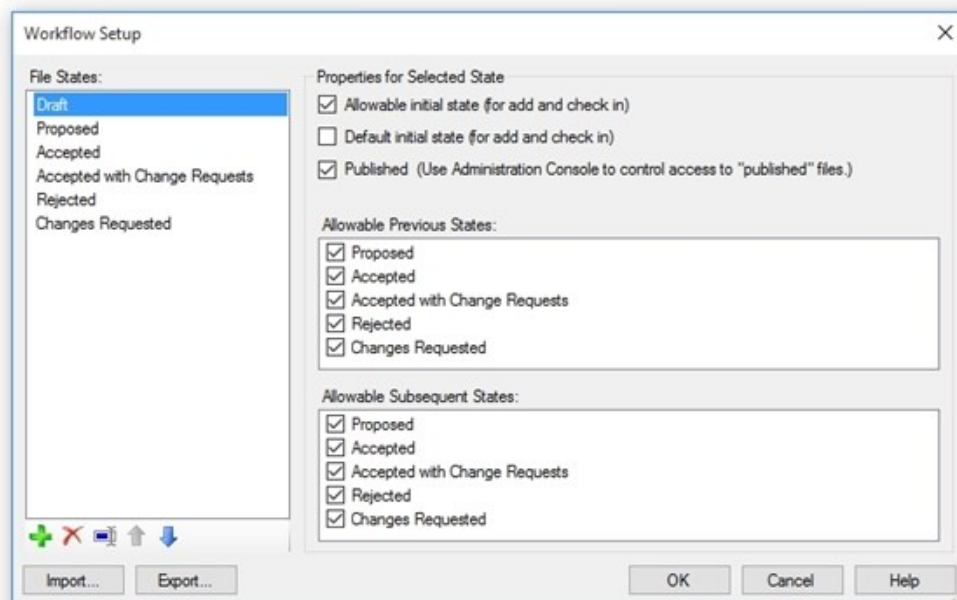 Workflow Setup
File States:
Draft
Proposed
Accepted
Accepted with Change Requests
Rejected
Changes Requested
Import...
Export...
Properties for Selected State
Allowable initial state (for add and check in)
Default initial state (for add and check in)
Published (Use Administration Console to control access to "published" files.)
Allowable Previous States:
Proposed
Accepted
Accepted with Change Requests
Rejected
Changes Requested
Allowable Subsequent States:
Proposed
Accepted
Accepted with Change Requests
Rejected
Changes Requested
OK
Cancel
Help